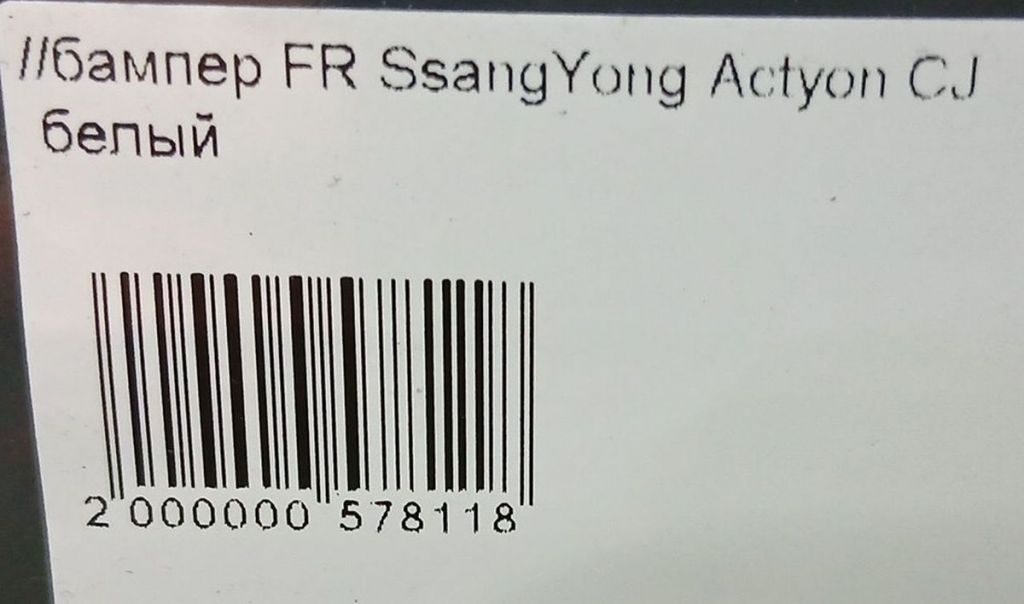 //бампер FR SsangYong Actyon CJ
белый
2 000000 578118